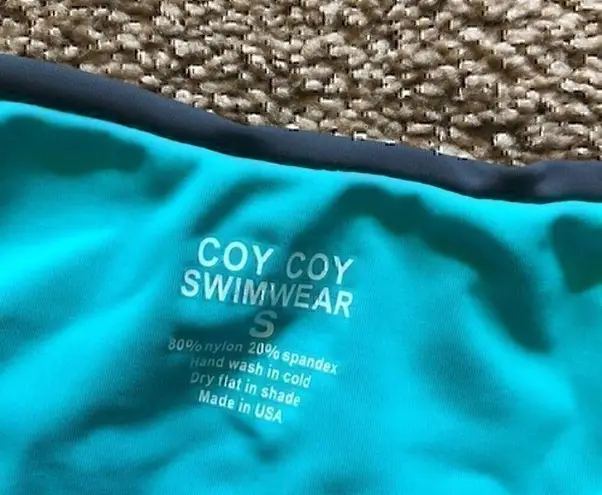 COY COY
SWIMWEAR
S
80% nylon 20% spandex
Hand wash in cold
Dry flat in shade
Made in USA